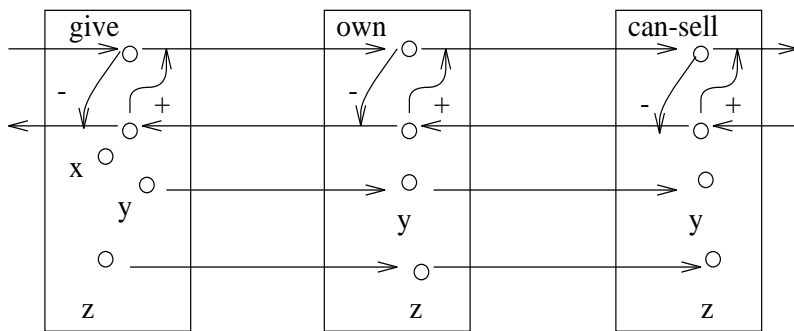 give own can-sell
- - -
+ + +
x
y y y
z z z